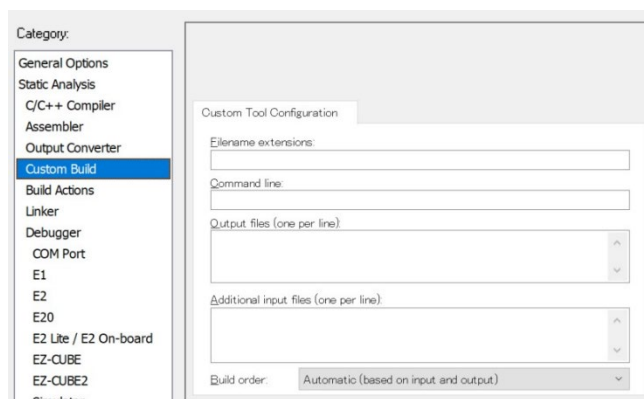 Category:
General Options
Static Analysis
C/C++ Compiler
Assembler
Output Converter
Custom Build
Build Actions
Linker
Debugger
COM Port
E1
E2
E20
E2 Lite / E2 On-board
EZ-CUBE
EZ-CUBE2
Custom Tool Configuration
Filename extensions:
Command line:
Output files (one per line):
Additional input files (one per line):
Build order: Automatic (based on input and output)